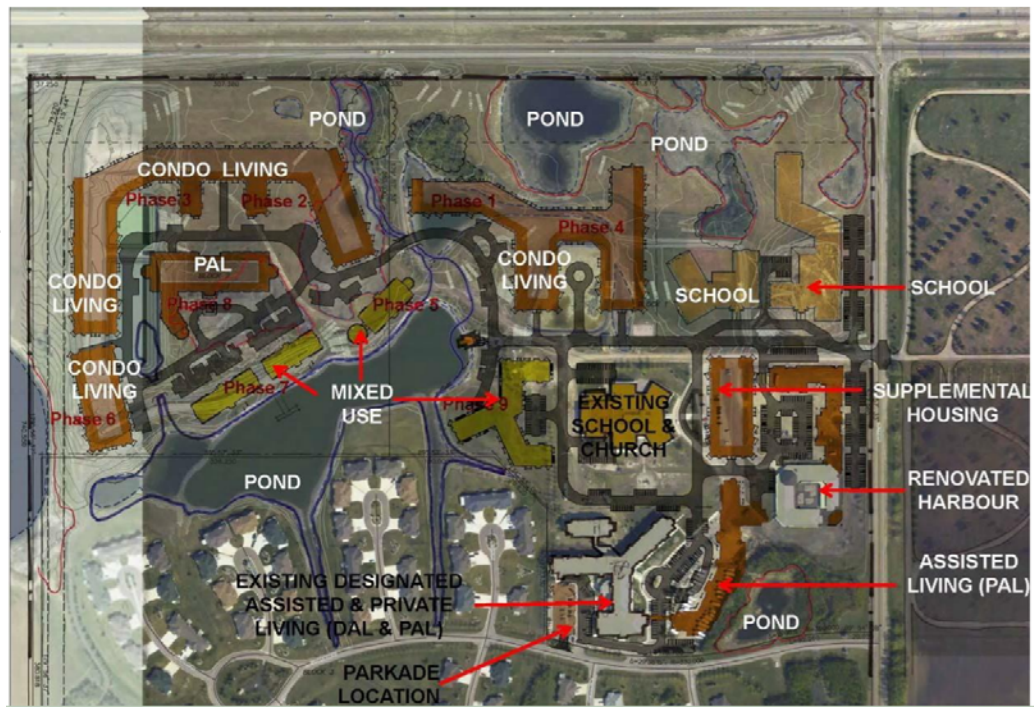 POND
POND
POND
CONDO LIVING
Phase 3
Phase 2
Phase 1
Phase 4
PAL
CONDO
LIVING
CONDO
LIVING
SCHOOL
SCHOOL
Phase 8
Phase 5
CONDO
LIVING
Phase 6
Phase 7
MIXED
USE
Phase 9
EXISTING
SCHOOL &
CHURCH
SUPPLEMENTAL
HOUSING
POND
RENOVATED
HARBOUR
EXISTING DESIGNATED
ASSISTED & PRIVATE
LIVING (DAL & PAL)
ASSISTED
LIVING (PAL)
POND
PARKADE
LOCATION